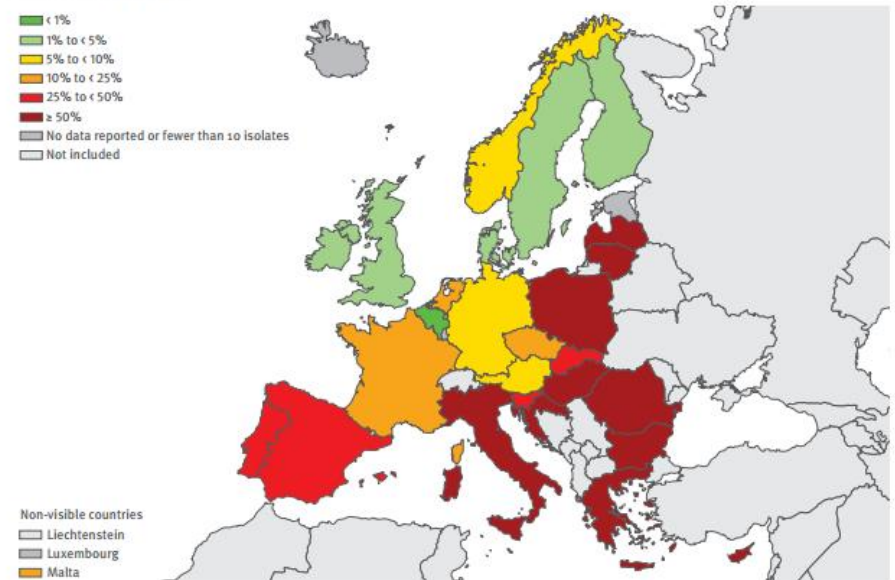 < 1%
1% to < 5%
5% to < 10%
10% to < 25%
25% to < 50%
≥ 50%
No data reported or fewer than 10 isolates
Not included
Non-visible countries
Liechtenstein
Luxembourg
Malta